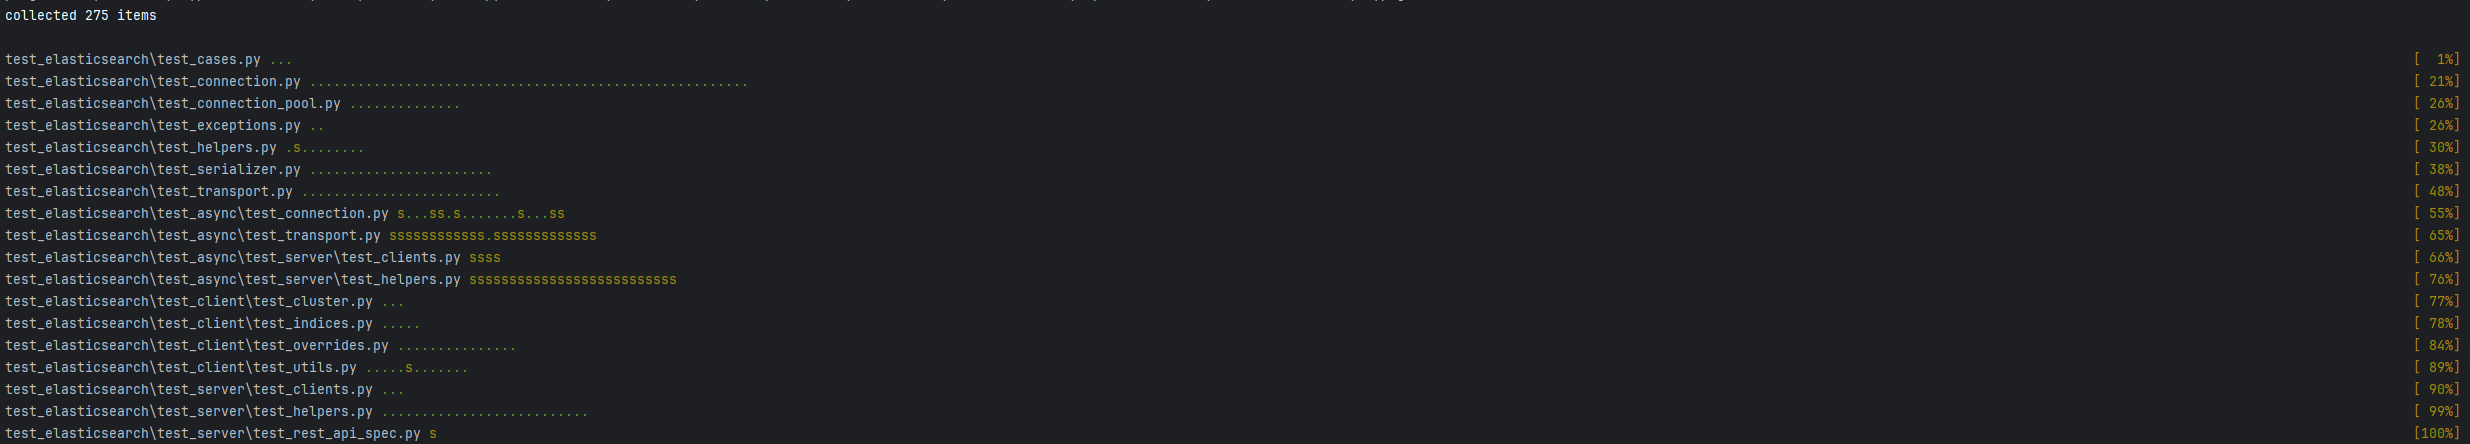 collected 275 items
test_elasticsearch\test_cases.py ... [  1%]
test_elasticsearch\test_connection.py ....................................................... [ 21%]
test_elasticsearch\test_connection_pool.py .............. [ 26%]
test_elasticsearch\test_exceptions.py .. [ 26%]
test_elasticsearch\test_helpers.py .s........ [ 30%]
test_elasticsearch\test_serializer.py ....................... [ 38%]
test_elasticsearch\test_transport.py ......................... [ 48%]
test_elasticsearch\test_async\test_connection.py s...ss.s.......s...ss [ 55%]
test_elasticsearch\test_async\test_transport.py ssssssssssss.sssssssssssss [ 65%]
test_elasticsearch\test_async\test_server\test_clients.py ssss [ 66%]
test_elasticsearch\test_async\test_server\test_helpers.py ssssssssssssssssssssssssss [ 76%]
test_elasticsearch\test_client\test_cluster.py ... [ 77%]
test_elasticsearch\test_client\test_indices.py ..... [ 78%]
test_elasticsearch\test_client\test_overrides.py ............... [ 84%]
test_elasticsearch\test_client\test_utils.py .....s....... [ 89%]
test_elasticsearch\test_server\test_clients.py ... [ 90%]
test_elasticsearch\test_server\test_helpers.py .......................... [ 99%]
test_elasticsearch\test_server\test_rest_api_spec.py s [100%]